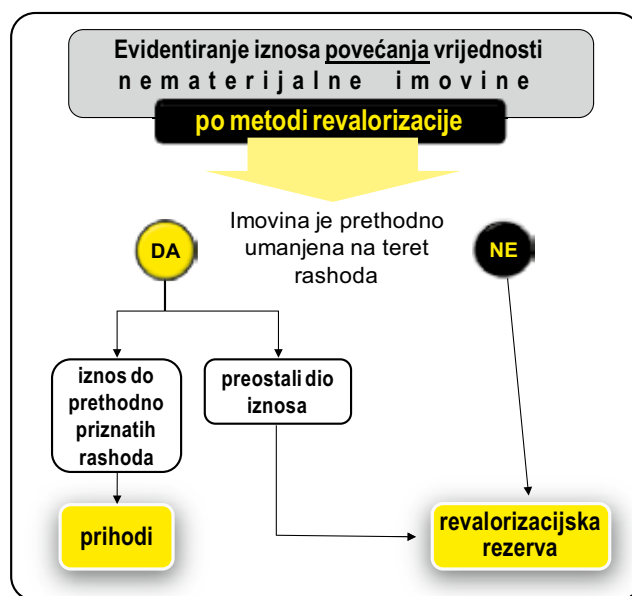 Evidentiranje iznosa povećanja vrijednosti
nematerijalne imovine
po metodi revalorizacije
Imovina je prethodno
umanjena na teret
rashoda
DA
NE
iznos do
prethodno
priznatih
rashoda
preostali dio
iznosa
prihodi
revalorizacijska
rezerva